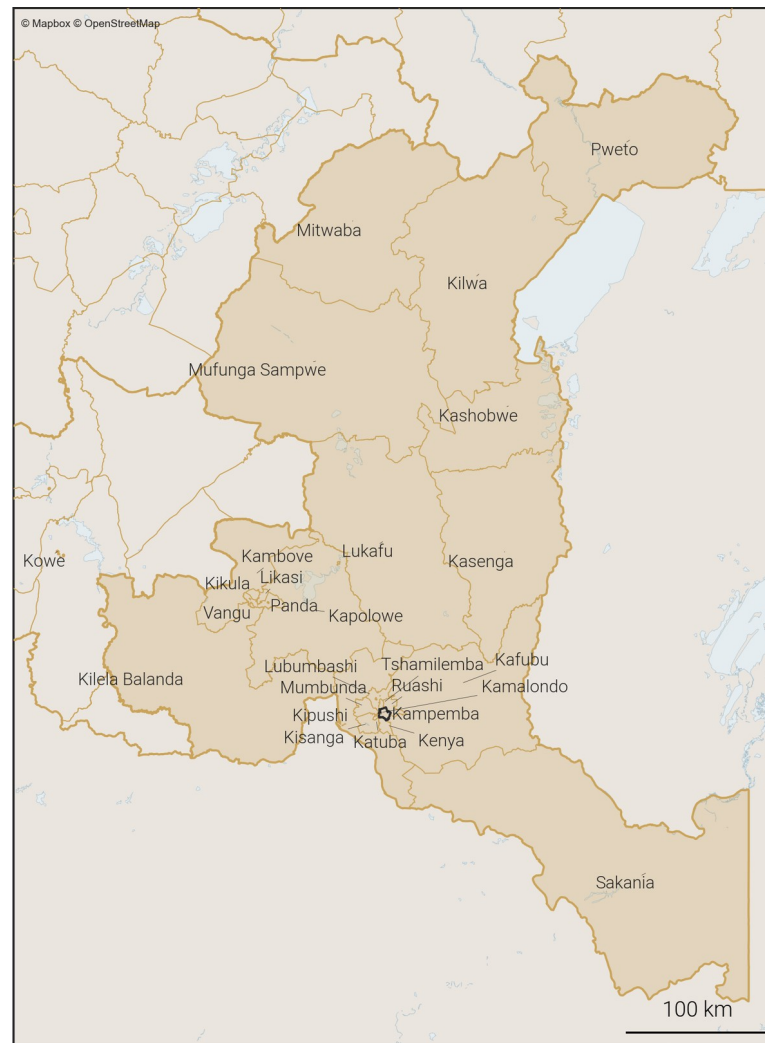 © Mapbox © OpenStreetMap
Pweto
Mitwaba
Kilwa
Mufunga Sampwe
Kashobwe
Lukafu
Kambove
Kowe
Kasenga
Likasi
Kikula
Panda
Vangu
Kapolowe
Kafubu
Tshamilemba
Lubumbashi
Kilela Balanda
Ruashi
Mumbunda
Kamalondo
Kipushi
Kampemba
Kisanga
Katuba
Kenya
Sakania
100 km